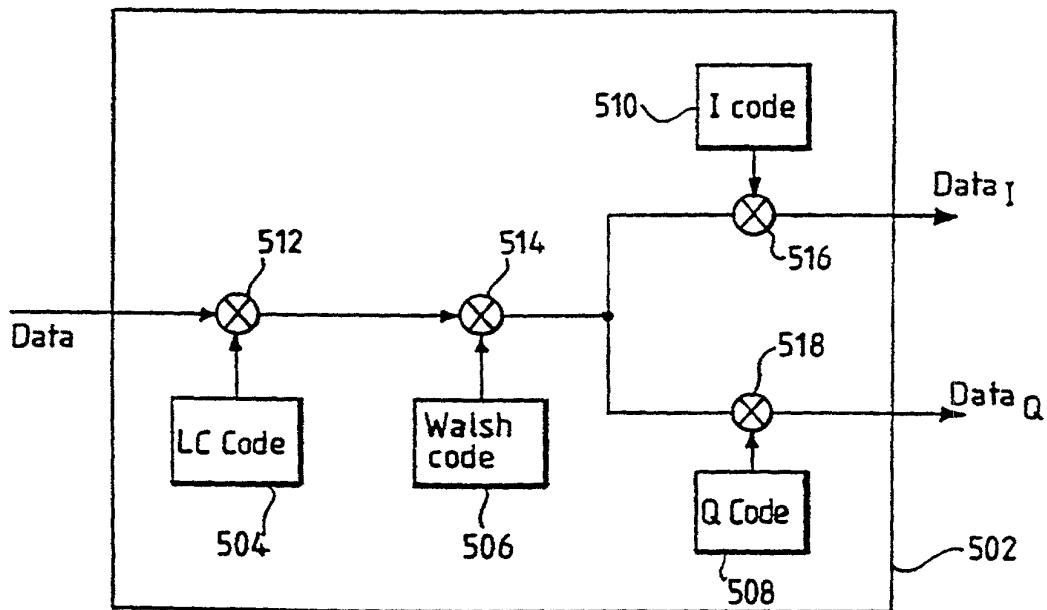 510
I code
Data I
516
512
514
Data
518
Data Q
LC Code
Walsh
code
Q Code
504
506
508
502